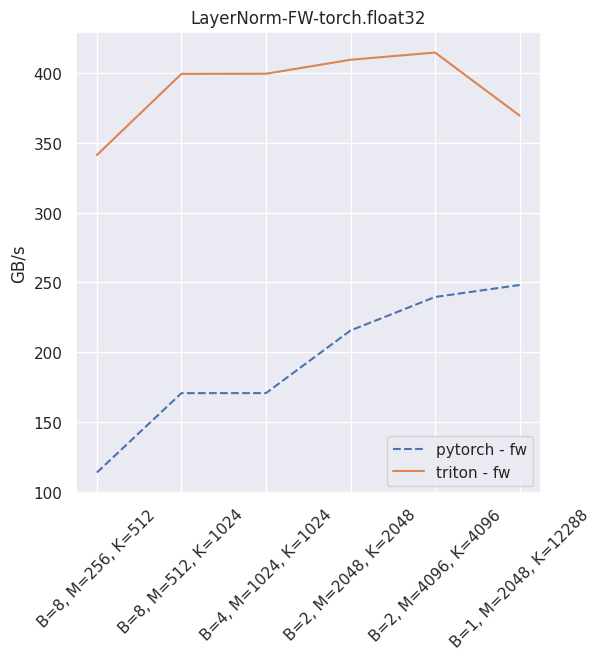 LayerNorm-FW-torch.float32
GB/s
400
350
300
250
200
150
100
pytorch - fw
triton - fw
B=8, M=256, K=512
B=8, M=512, K=1024
B=4, M=1024, K=1024
B=2, M=2048, K=2048
B=2, M=4096, K=4096
B=1, M=2048, K=12288